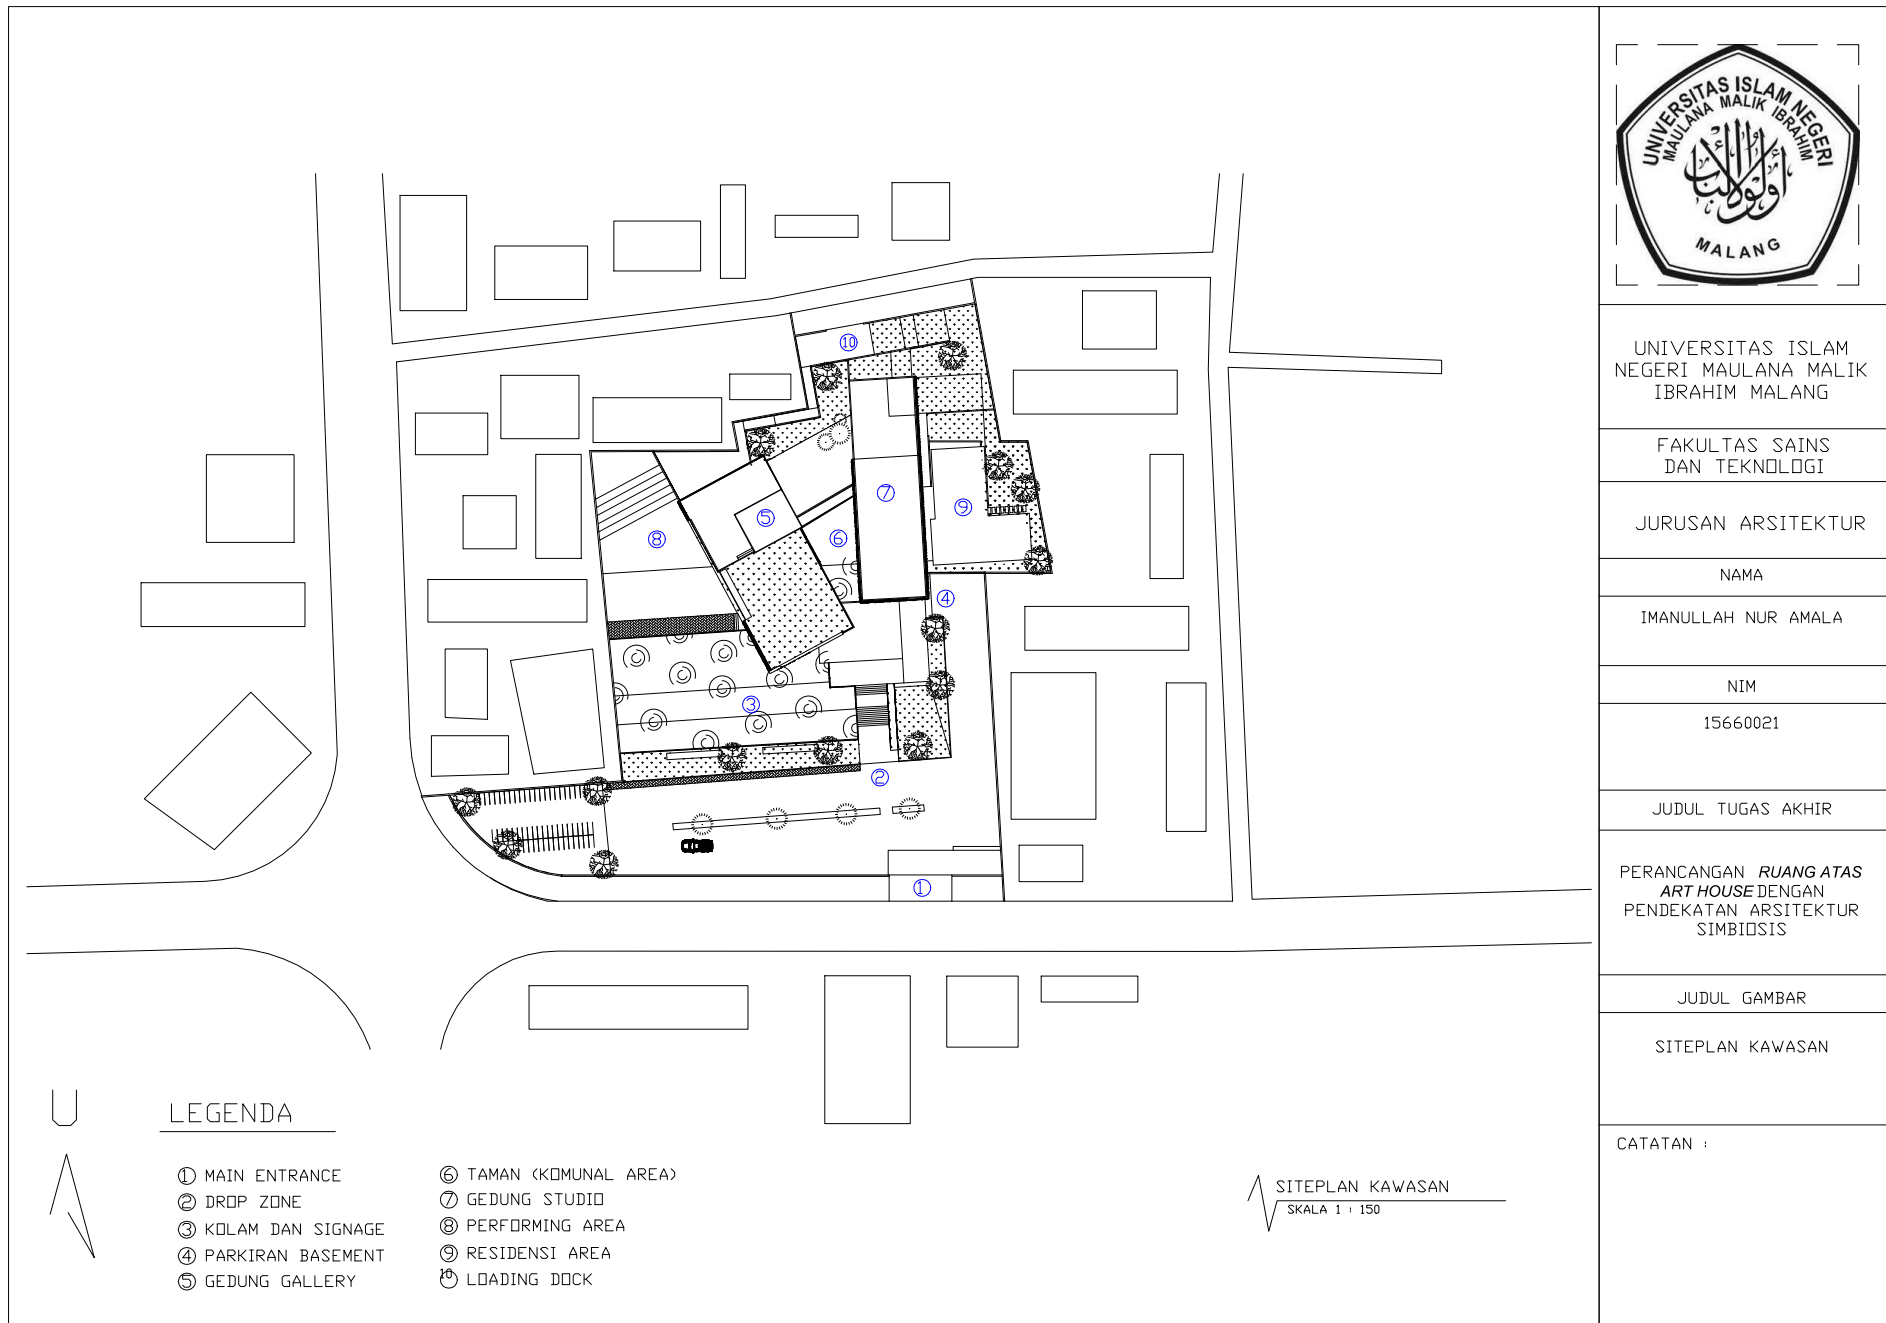 UNIVERSITAS ISLAM NEGERI
MAULANA MALIK IBRAHIM
أولو الألباب
MALANG
UNIVERSITAS ISLAM
NEGERI MAULANA MALIK
IBRAHIM MALANG
FAKULTAS SAINS
DAN TEKNOLOGI
JURUSAN ARSITEKTUR
NAMA
IMANULLAH NUR AMALA
NIM
15660021
JUDUL TUGAS AKHIR
PERANCANGAN RUANG ATAS
ART HOUSE DENGAN
PENDEKATAN ARSITEKTUR
SIMBIOSIS
JUDUL GAMBAR
SITEPLAN KAWASAN
CATATAN :
10
7
5
9
8
6
4
3
2
1
U
LEGENDA
1 MAIN ENTRANCE
2 DROP ZONE
3 KOLAM DAN SIGNAGE
4 PARKIRAN BASEMENT
5 GEDUNG GALLERY
6 TAMAN (KOMUNAL AREA)
7 GEDUNG STUDIO
8 PERFORMING AREA
9 RESIDENSI AREA
10 LOADING DOCK
SITEPLAN KAWASAN
SKALA 1 : 150